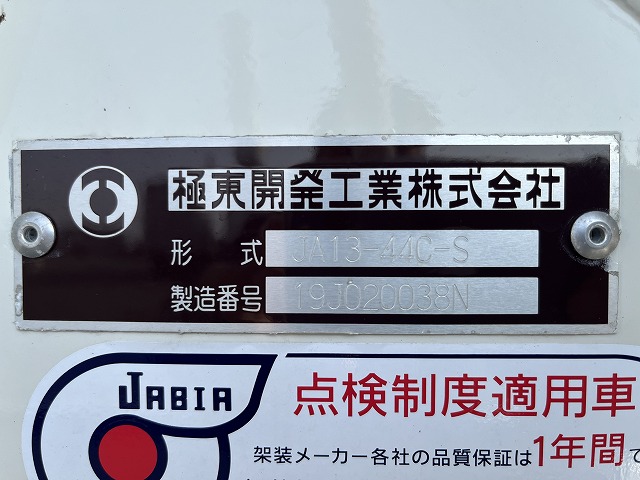 極東開発工業株式会社
形 式 JA13-44C-S
製造番号 19J020038N
JABIA
点検制度適用車
架装メーカー各社の品質保証は1年間で